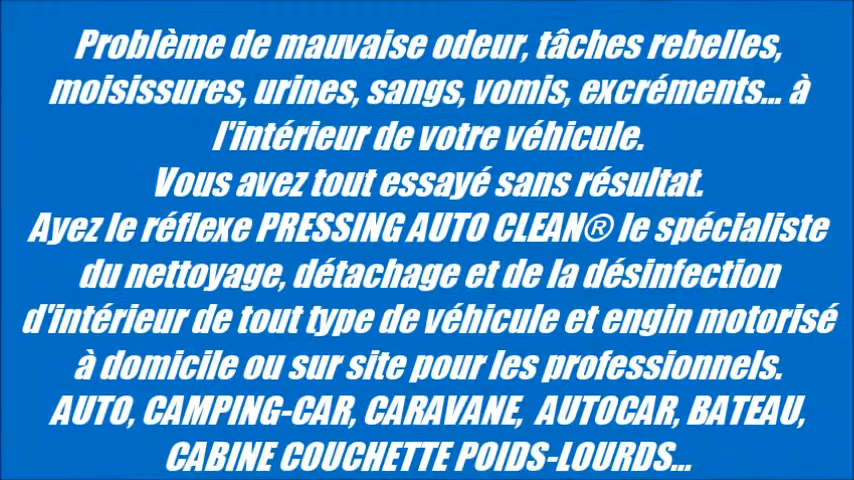 Problème de mauvaise odeur, tâches rebelles,
moisissures, urines, sangs, vomis, excréments... à
l'intérieur de votre véhicule.
Vous avez tout essayé sans résultat.
Ayez le réflexe PRESSING AUTO CLEAN® le spécialiste
du nettoyage, détachage et de la désinfection
d'intérieur de tout type de véhicule et engin motorisé
à domicile ou sur site pour les professionnels.
AUTO, CAMPING-CAR, CARAVANE, AUTOCAR, BATEAU,
CABINE COUCHETTE POIDS-LOURDS...